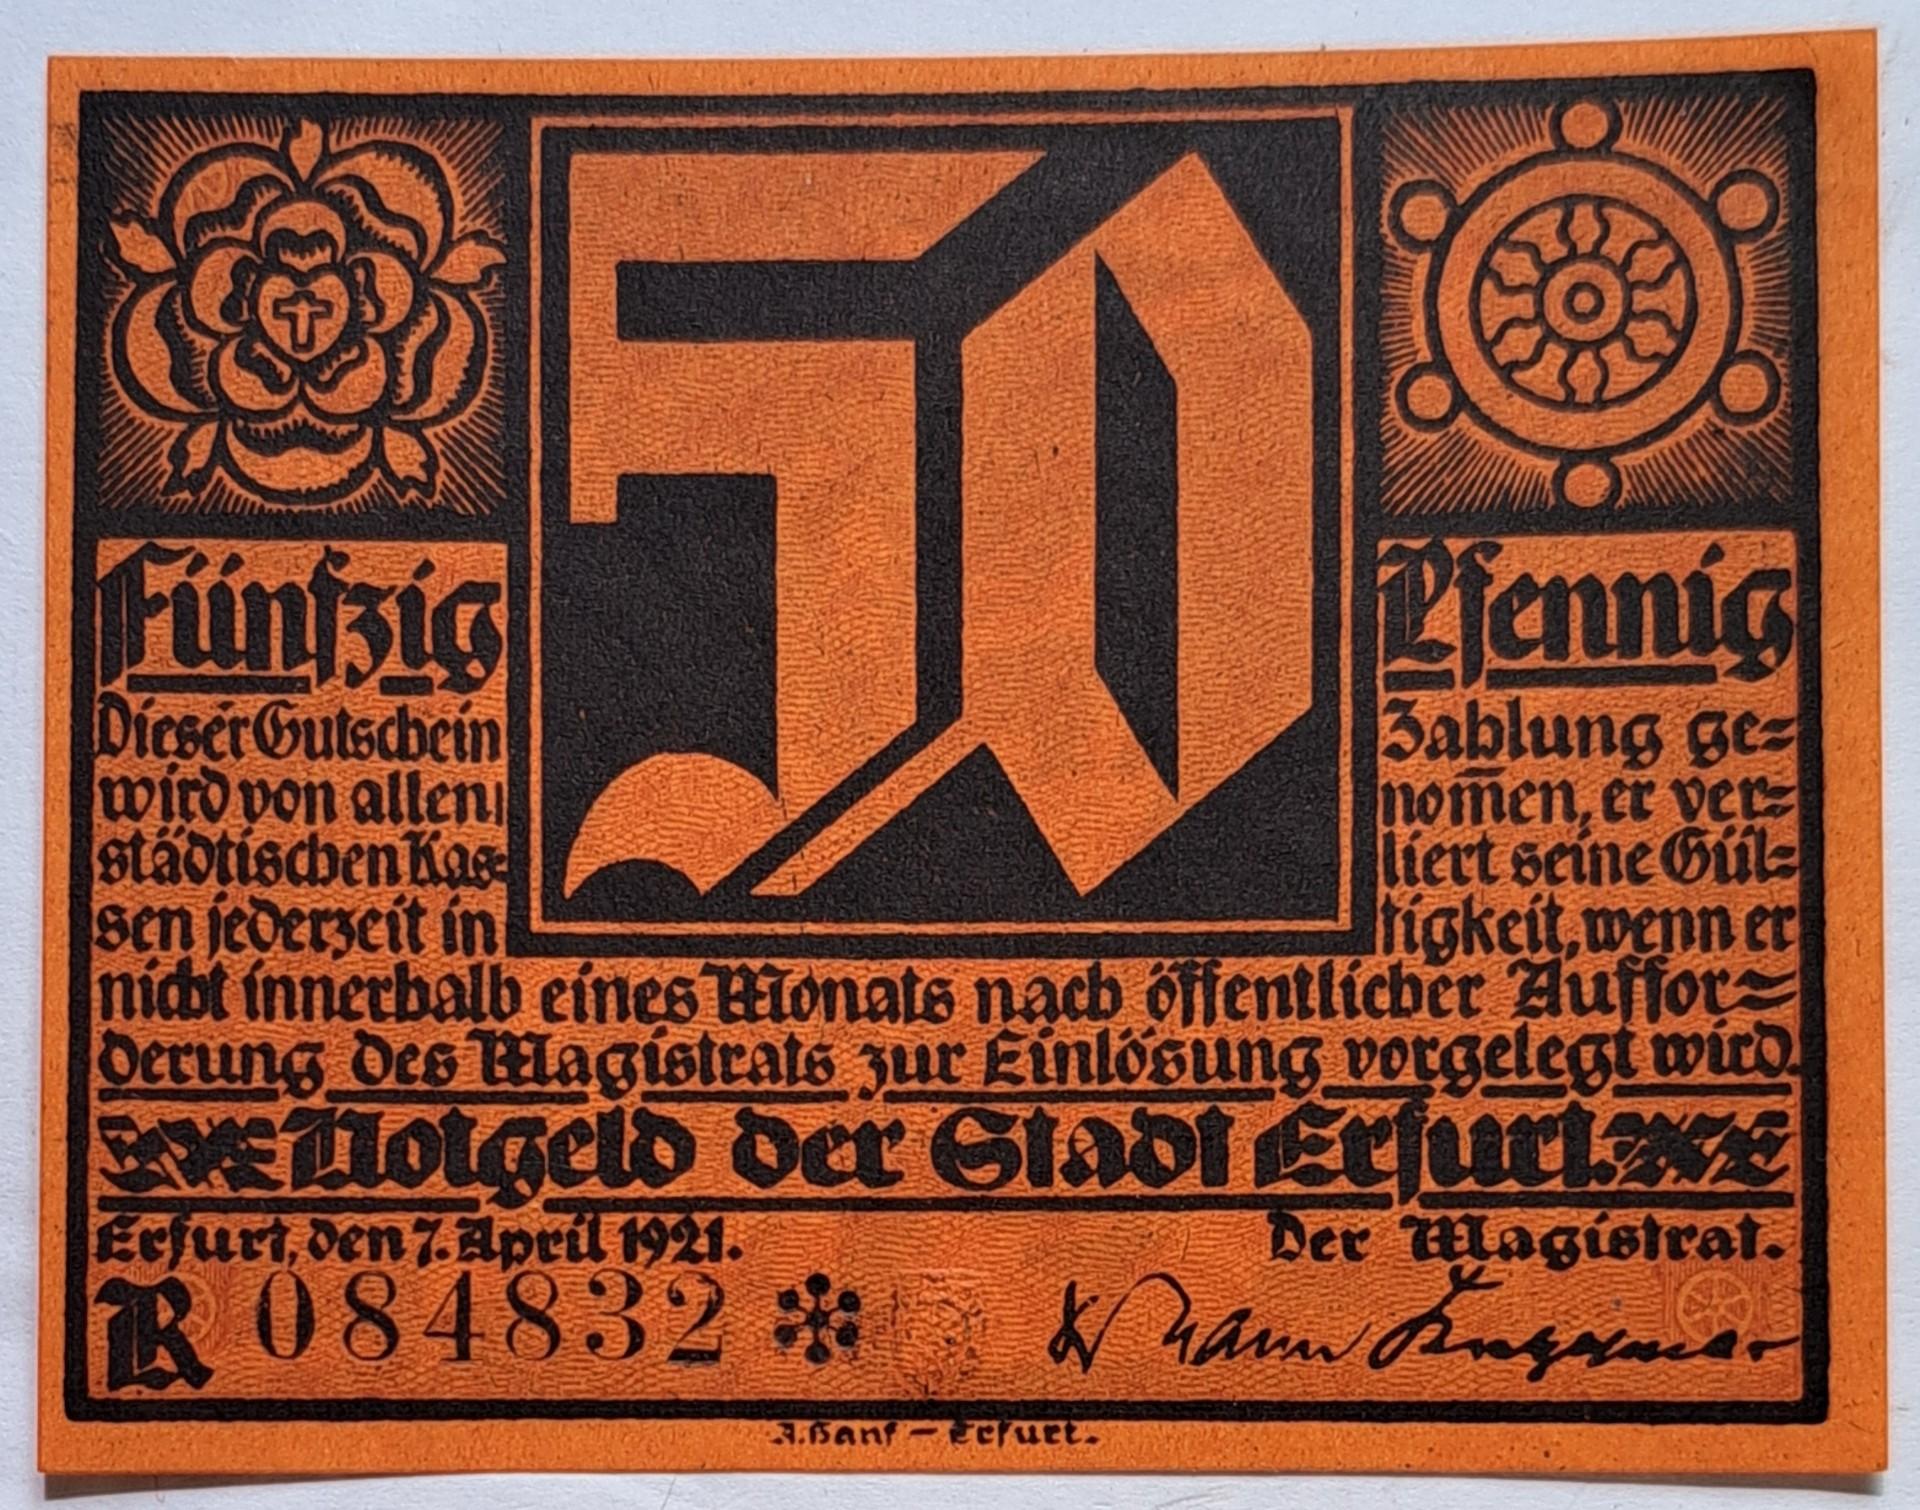 50
Fünfzig
Pfennig
Dieser Gutschein
wird von allen
städtischen Kas=
sen jederzeit in
Zahlung ge=
nom̄en, er ver=
liert seine Gül=
tigkeit, wenn er
nicht innerhalb eines Monats nach öffentlicher Auffor=
derung des Magistrats zur Einlösung vorgelegt wird.
Notgeld der Stadt Erfurt.
Erfurt, den 7. April 1921.
Der Magistrat.
R 084832
A. Hanf - Erfurt.